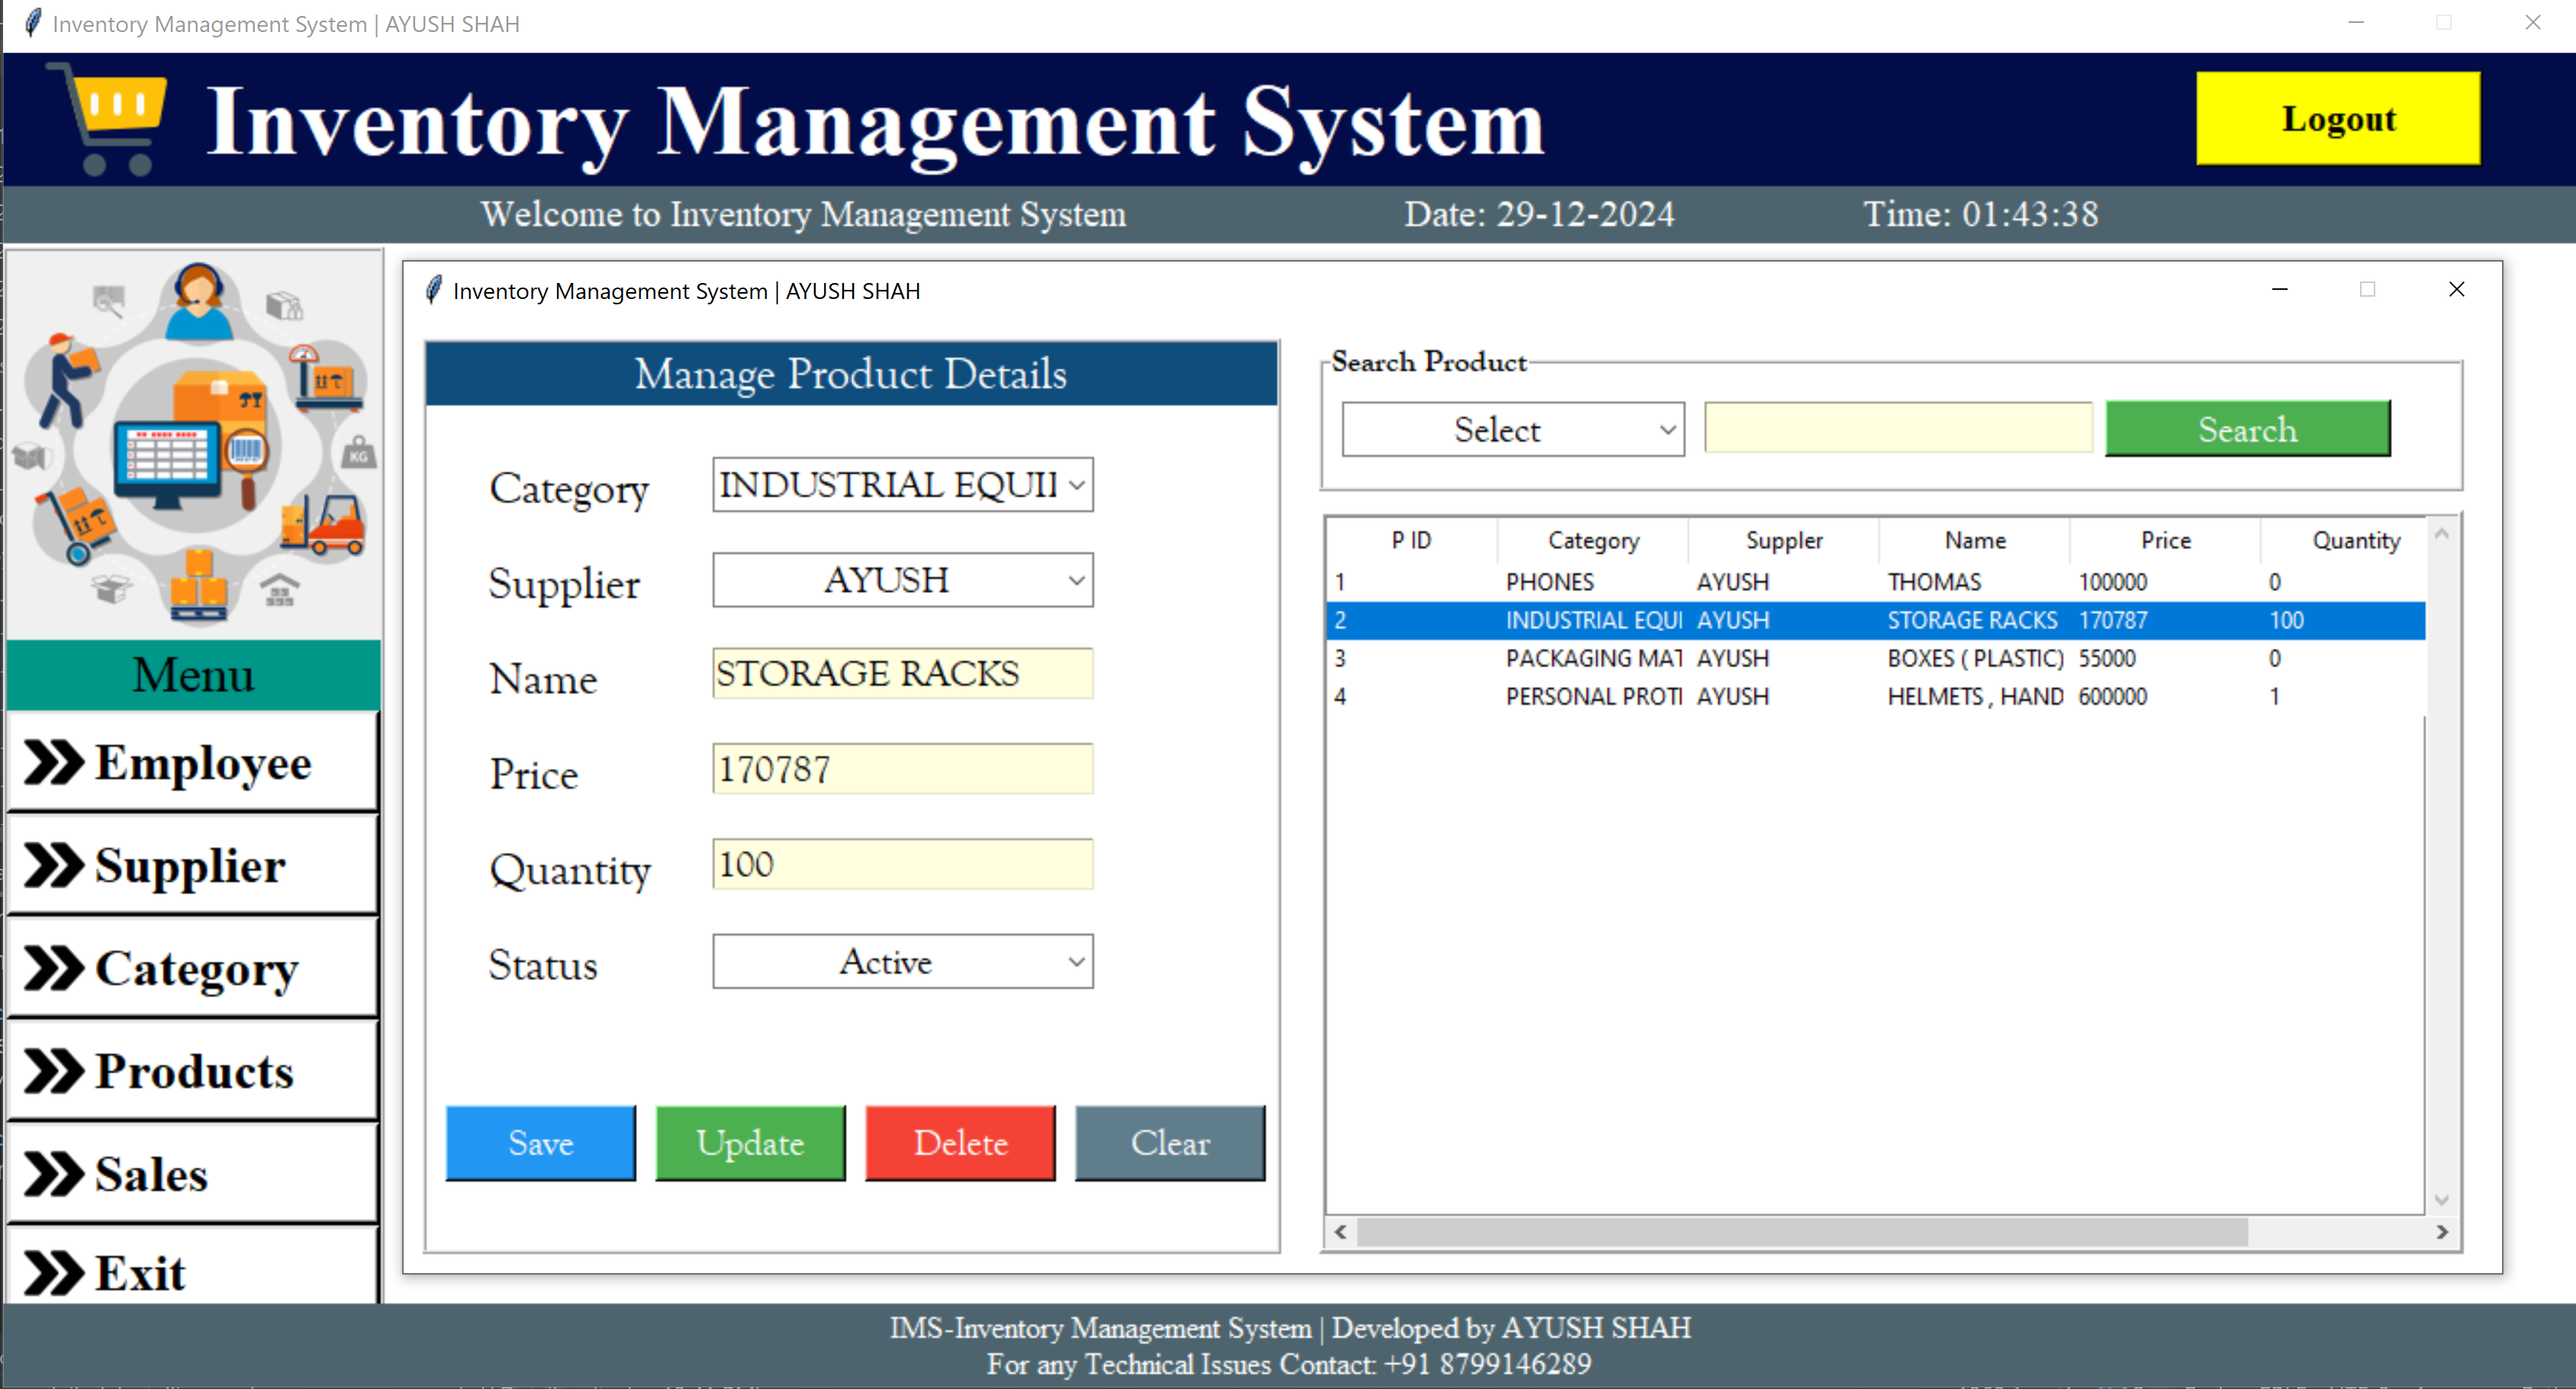 Inventory Management System | AYUSH SHAH
Inventory Management System
Logout
Welcome to Inventory Management System Date: 29-12-2024 Time: 01:43:38
KG
Menu
Employee
Supplier
Category
Products
Sales
Exit
Inventory Management System | AYUSH SHAH
Manage Product Details
Category INDUSTRIAL EQUII
Supplier AYUSH
Name STORAGE RACKS
Price 170787
Quantity 100
Status Active
Save Update Delete Clear
Search Product
Select Search
P ID Category Suppler Name Price Quantity
1 PHONES AYUSH THOMAS 100000 0
2 INDUSTRIAL EQUI AYUSH STORAGE RACKS 170787 100
3 PACKAGING MAT AYUSH BOXES ( PLASTIC) 55000 0
4 PERSONAL PROTI AYUSH HELMETS , HAND 600000 1
IMS-Inventory Management System | Developed by AYUSH SHAH
For any Technical Issues Contact: +91 8799146289